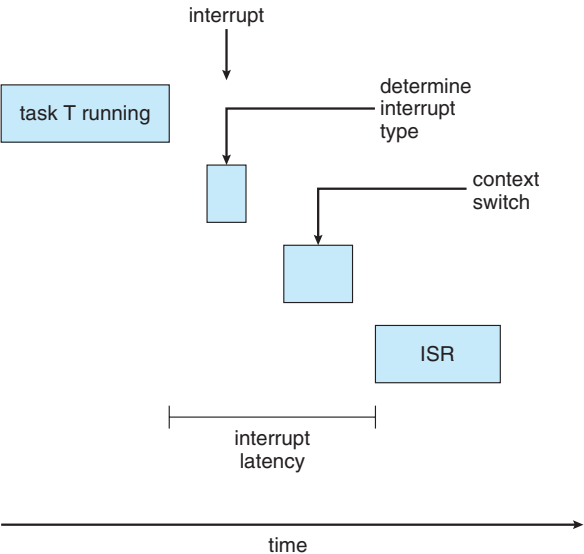 interrupt
task T running
determine
interrupt
type
context
switch
ISR
interrupt
latency
time